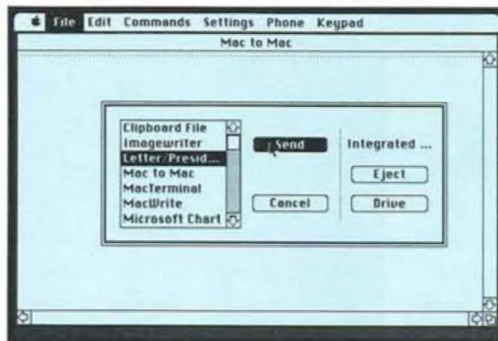 File Edit Commands Settings Phone Keypad
Mac to Mac
Clipboard File
Imagewriter
Letter/Presid...
Mac to Mac
MacTerminal
MacWrite
Microsoft Chart
Send
Cancel
Integrated ...
Eject
Drive